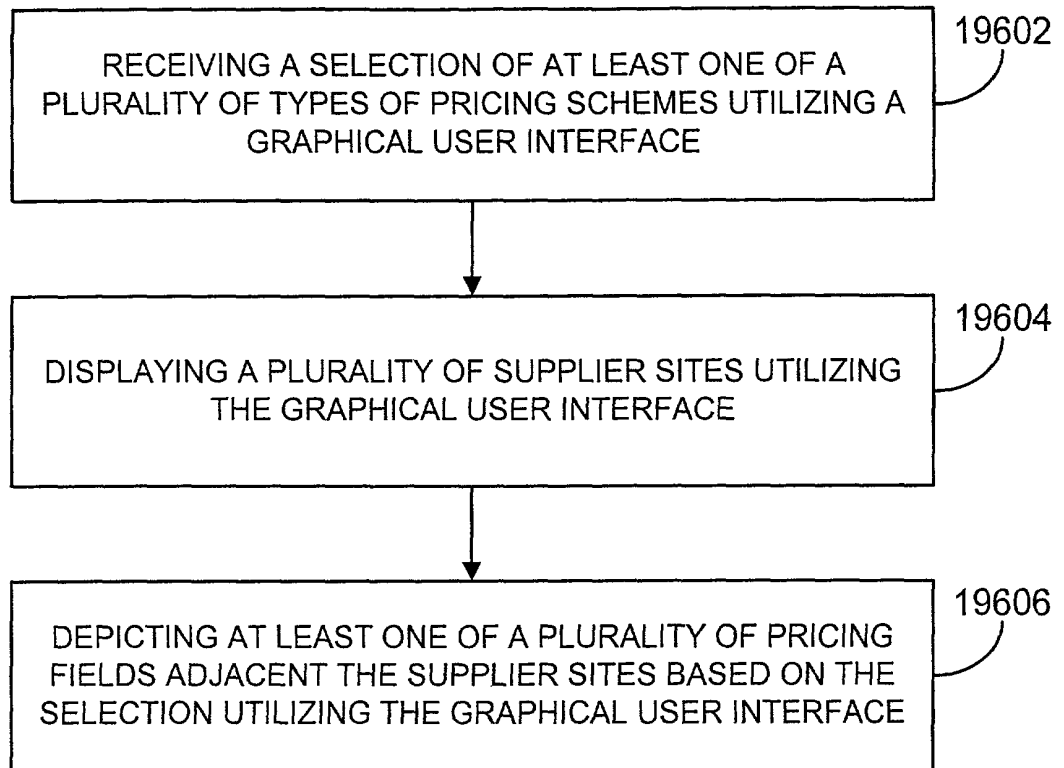 19602
RECEIVING A SELECTION OF AT LEAST ONE OF A
PLURALITY OF TYPES OF PRICING SCHEMES UTILIZING A
GRAPHICAL USER INTERFACE
19604
DISPLAYING A PLURALITY OF SUPPLIER SITES UTILIZING
THE GRAPHICAL USER INTERFACE
19606
DEPICTING AT LEAST ONE OF A PLURALITY OF PRICING
FIELDS ADJACENT THE SUPPLIER SITES BASED ON THE
SELECTION UTILIZING THE GRAPHICAL USER INTERFACE